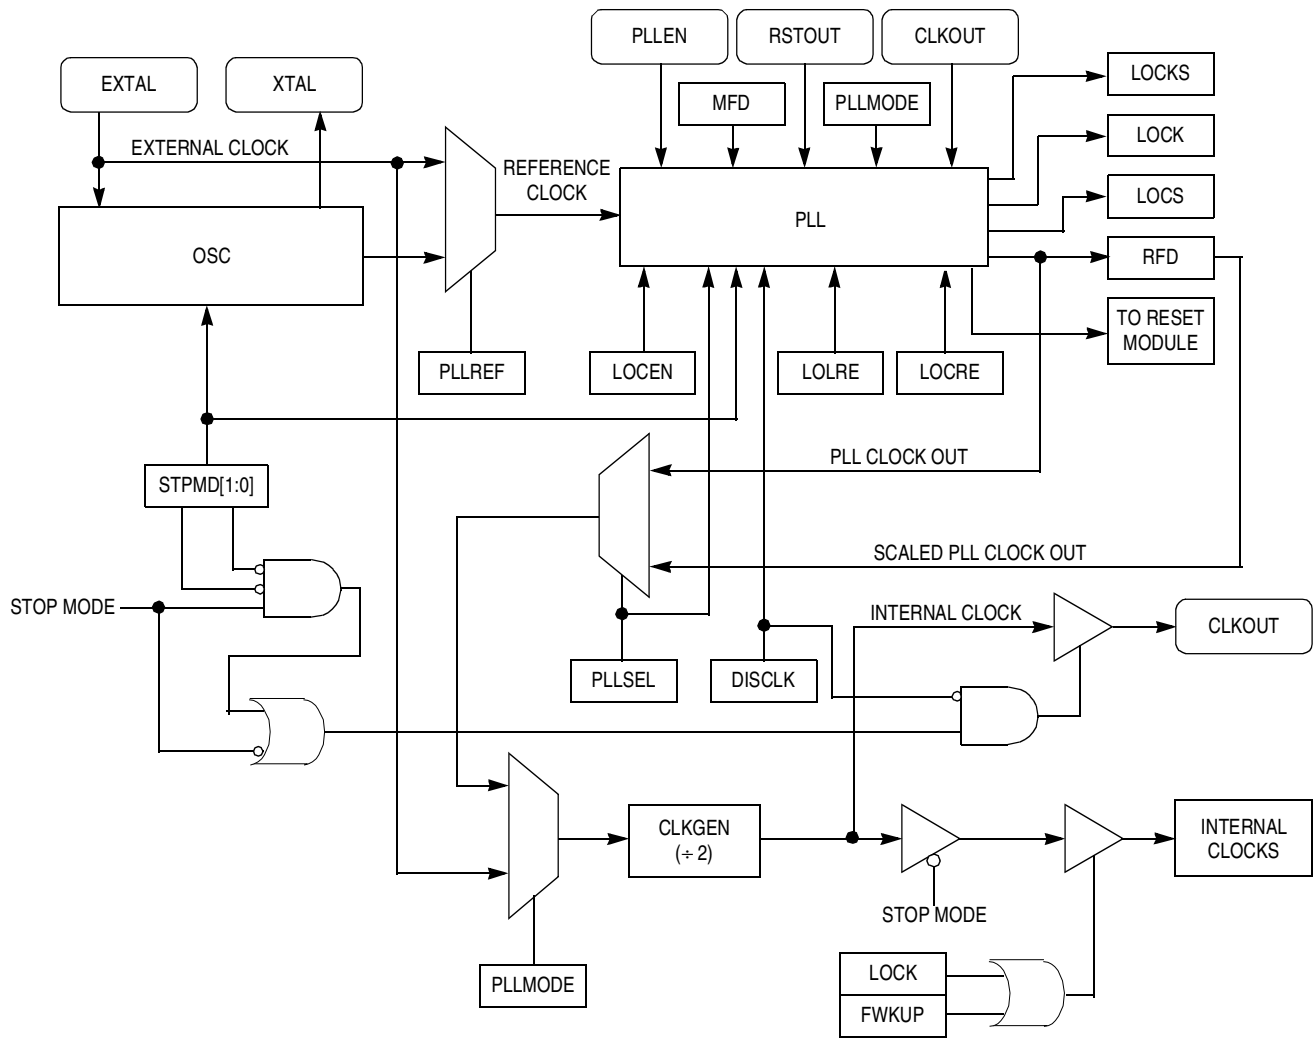 PLLEN
RSTOUT
CLKOUT
EXTAL
XTAL
MFD
PLLMODE
LOCKS
LOCK
EXTERNAL CLOCK
REFERENCE
CLOCK
LOCS
PLL
OSC
RFD
TO RESET
MODULE
PLLREF
LOCEN
LOLRE
LOCRE
PLL CLOCK OUT
STPMD[1:0]
SCALED PLL CLOCK OUT
STOP MODE
INTERNAL CLOCK
CLKOUT
PLLSEL
DISCLK
CLKGEN
(÷ 2)
INTERNAL
CLOCKS
STOP MODE
PLLMODE
LOCK
FWKUP